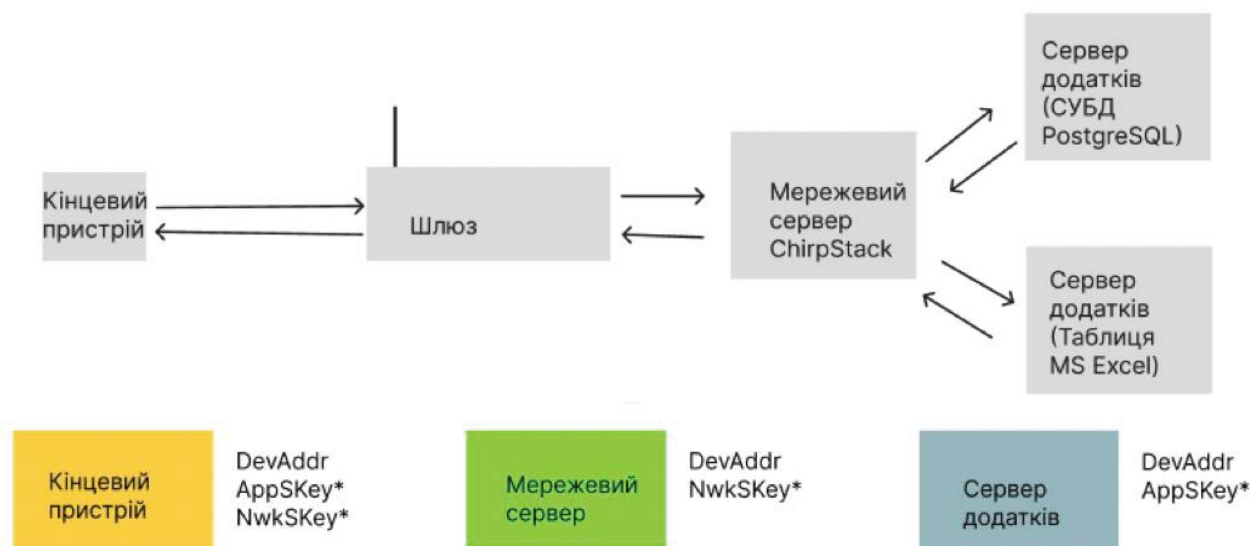 Кінцевий
пристрій
Шлюз
Мережевий
сервер
ChirpStack
Сервер
додатків
(СУБД
PostgreSQL)
Сервер
додатків
(Таблиця
MS Excel)
Кінцевий
пристрій
DevAddr
AppSKey*
NwkSKey*
Мережевий
сервер
DevAddr
NwkSKey*
Сервер
додатків
DevAddr
AppSKey*